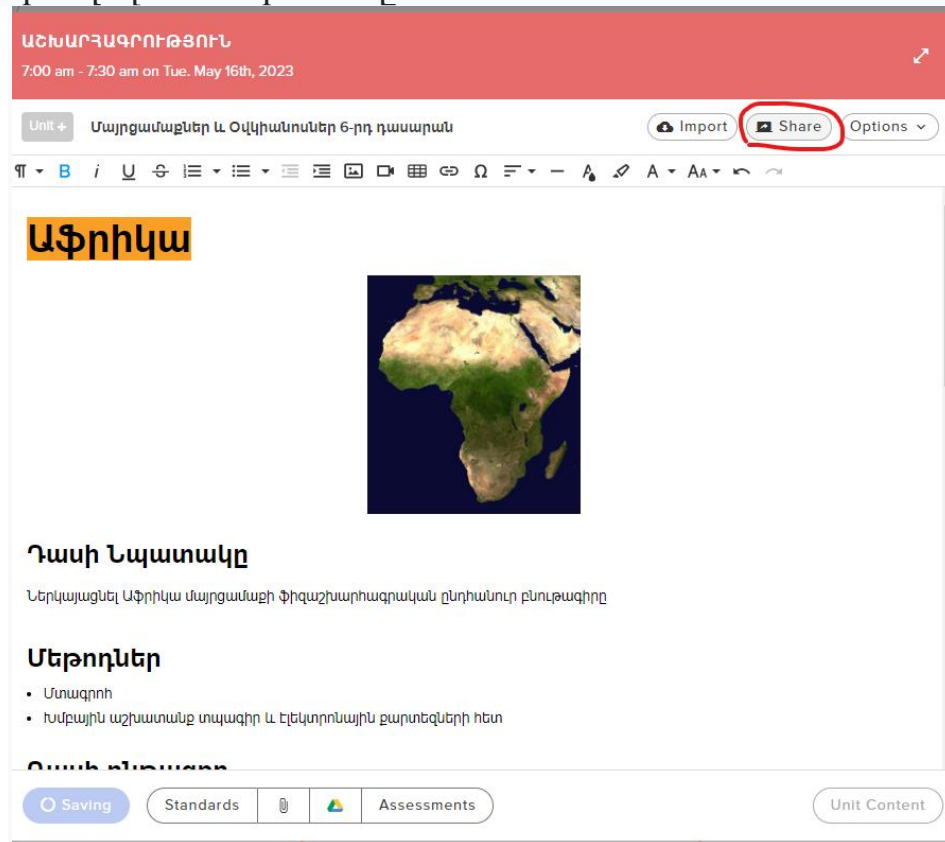 ԱՇԽԱՐՀԱԳՐՈՒԹՅՈՒՆ
7:00 am - 7:30 am on Tue. May 16th, 2023
Unit +
Մայրցամաքներ և Օվկիանոսներ 6-րդ դասարան
Import
Share
Options
Աֆրիկա
Դասի Նպատակը
Ներկայացնել Աֆրիկա մայրցամաքի ֆիզաշխարհագրական ընդհանուր բնութագիրը
Մեթոդներ
• Մտագրոհ
• Խմբային աշխատանք տպագիր և էլեկտրոնային քարտեզների հետ
Դասի ընթացքը
Saving
Standards
Assessments
Unit Content